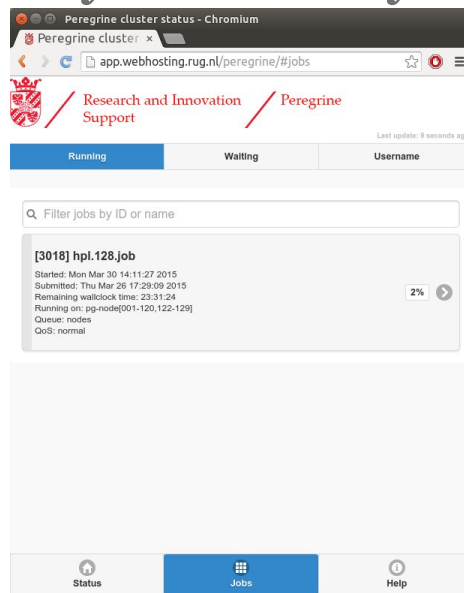 Peregrine cluster status - Chromium
Peregrine cluster ×
app.webhosting.rug.nl/peregrine/#jobs
Research and Innovation Support
Peregrine
Last update: 9 seconds ag
Running Waiting Username
Filter jobs by ID or name
[3018] hpl.128.job
Started: Mon Mar 30 14:11:27 2015
Submitted: Thu Mar 26 17:29:09 2015
Remaining wallclock time: 23:31:24
Running on: pg-node[001-120,122-129]
Queue: nodes
QoS: normal
2%
Status Jobs Help